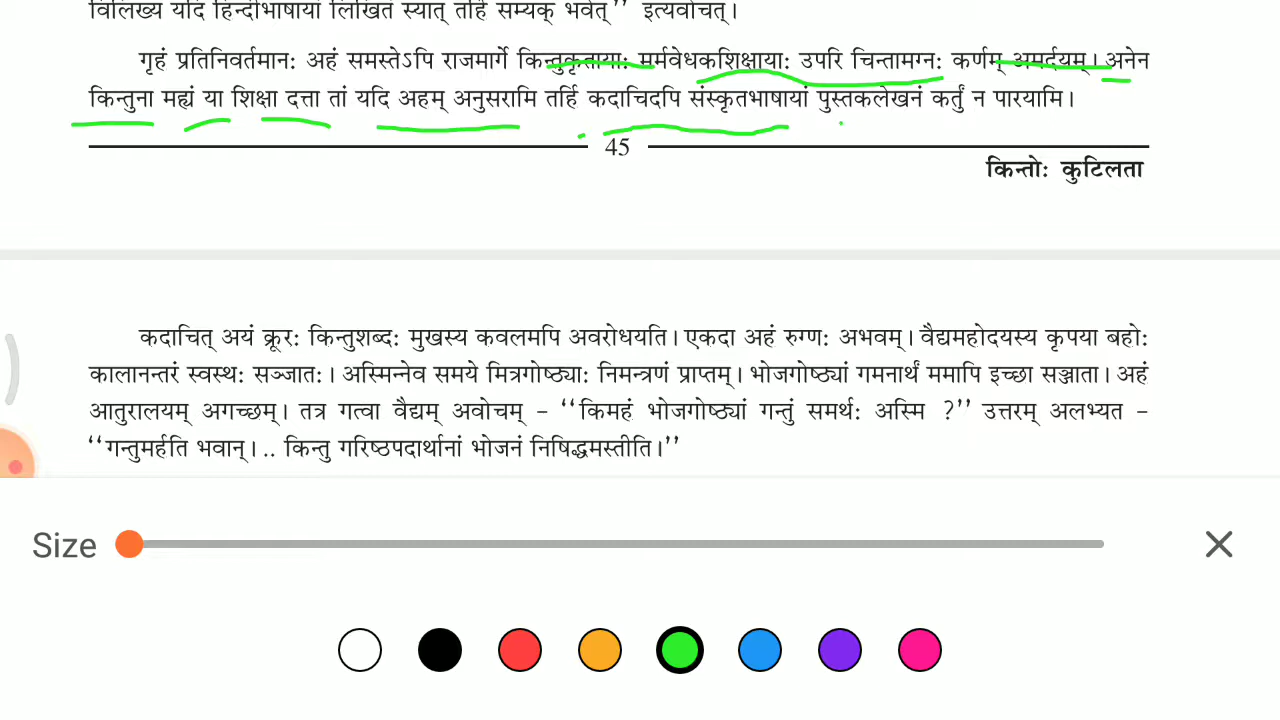 विलिख्य यदि हिन्दीभाषायां लिखितं स्यात् तर्हि सम्यक् भवेत्’’ इत्यवोचत्।
गृहं प्रतिनिवर्तमानः अहं समस्तेऽपि राजमार्गे किन्तुकृतायाः मर्मवेधकशिक्षायाः उपरि चिन्तामग्नः कर्णम् अमर्दयम्। अनेन
किन्तुना मह्यं या शिक्षा दत्ता तां यदि अहम् अनुसरामि तर्हि कदाचिदपि संस्कृतभाषायां पुस्तकलेखनं कर्तुं न पारयामि।
45
किन्तोः कुटिलता
कदाचित् अयं क्रूरः किन्तुशब्दः मुखस्य कवलमपि अवरोधयति। एकदा अहं रुग्णः अभवम्। वैद्यमहोदयस्य कृपया बहोः
कालानन्तरं स्वस्थः सञ्जातः। अस्मिन्नेव समये मित्रगोष्ठ्याः निमन्त्रणं प्राप्तम्। भोजगोष्ठ्यां गमनार्थं ममापि इच्छा सञ्जाता। अहं
आतुरालयम् अगच्छम्। तत्र गत्वा वैद्यम् अवोचम् – ‘‘किमहं भोजगोष्ठ्यां गन्तुं समर्थः अस्मि ?’’ उत्तरम् अलभ्यत –
‘‘गन्तुमर्हति भवान्। .. किन्तु गरिष्ठपदार्थानां भोजनं निषिद्धमस्तीति।’’
Size